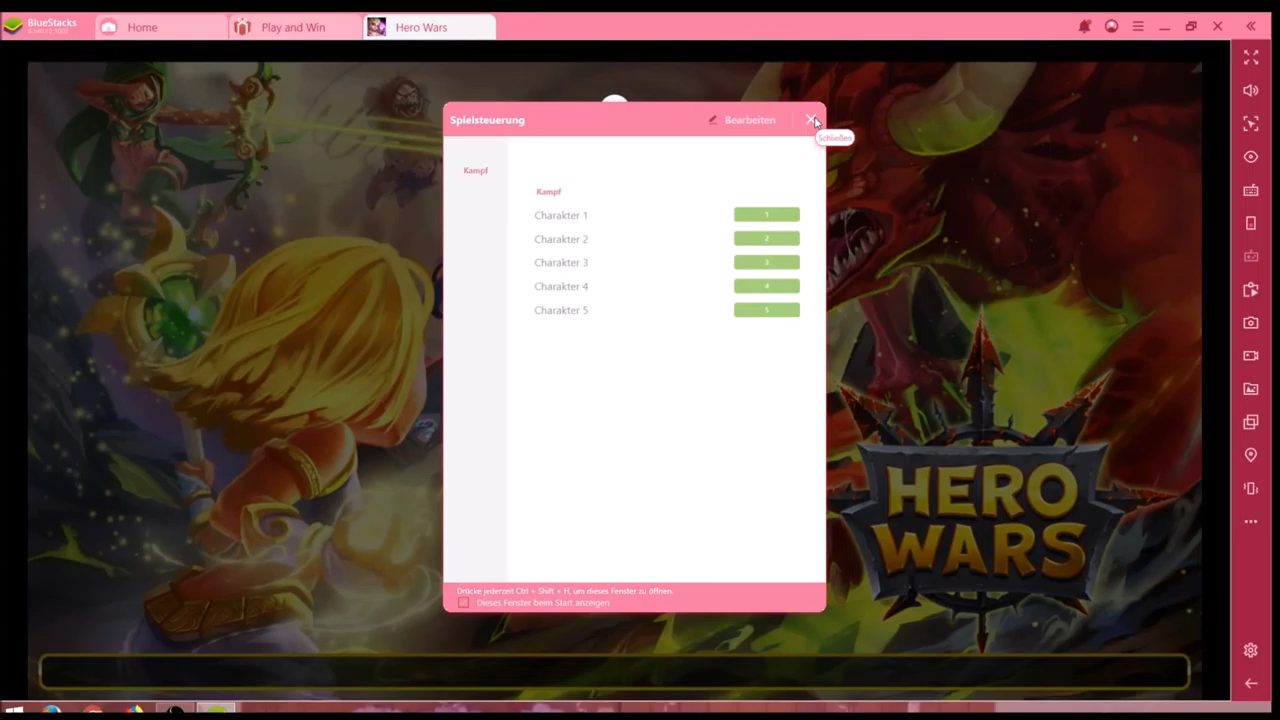 BlueStacks
Home
Play and Win
Hero Wars
Spielsteuerung
Bearbeiten
Schließen
Kampf
Kampf
Charakter 1
1
Charakter 2
2
Charakter 3
3
Charakter 4
4
Charakter 5
5
Drücke jederzeit Ctrl + Shift + H, um dieses Fenster zu öffnen.
Dieses Fenster beim Start anzeigen
HERO
WARS